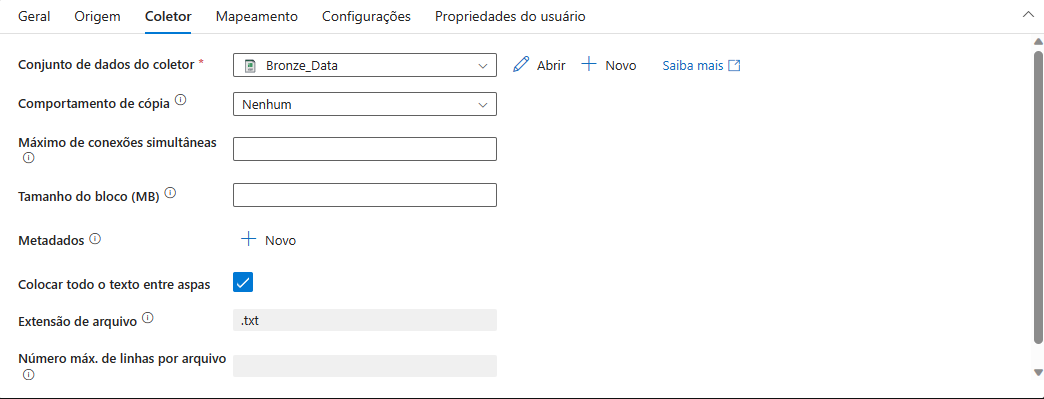 Geral Origem Coletor Mapeamento Configurações Propriedades do usuário
Conjunto de dados do coletor * Bronze_Data Abrir Novo Saiba mais
Comportamento de cópia Nenhum
Máximo de conexões simultâneas
Tamanho do bloco (MB)
Metadados Novo
Colocar todo o texto entre aspas
Extensão de arquivo .txt
Número máx. de linhas por arquivo